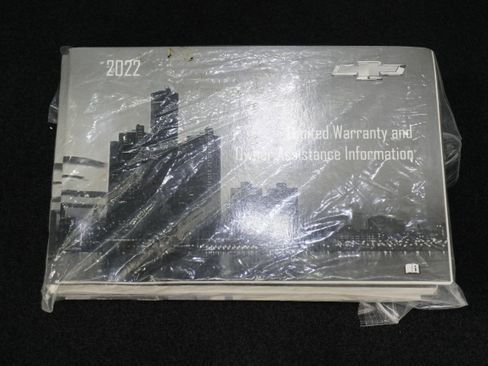 2022
Limited Warranty and
Owner Assistance Information